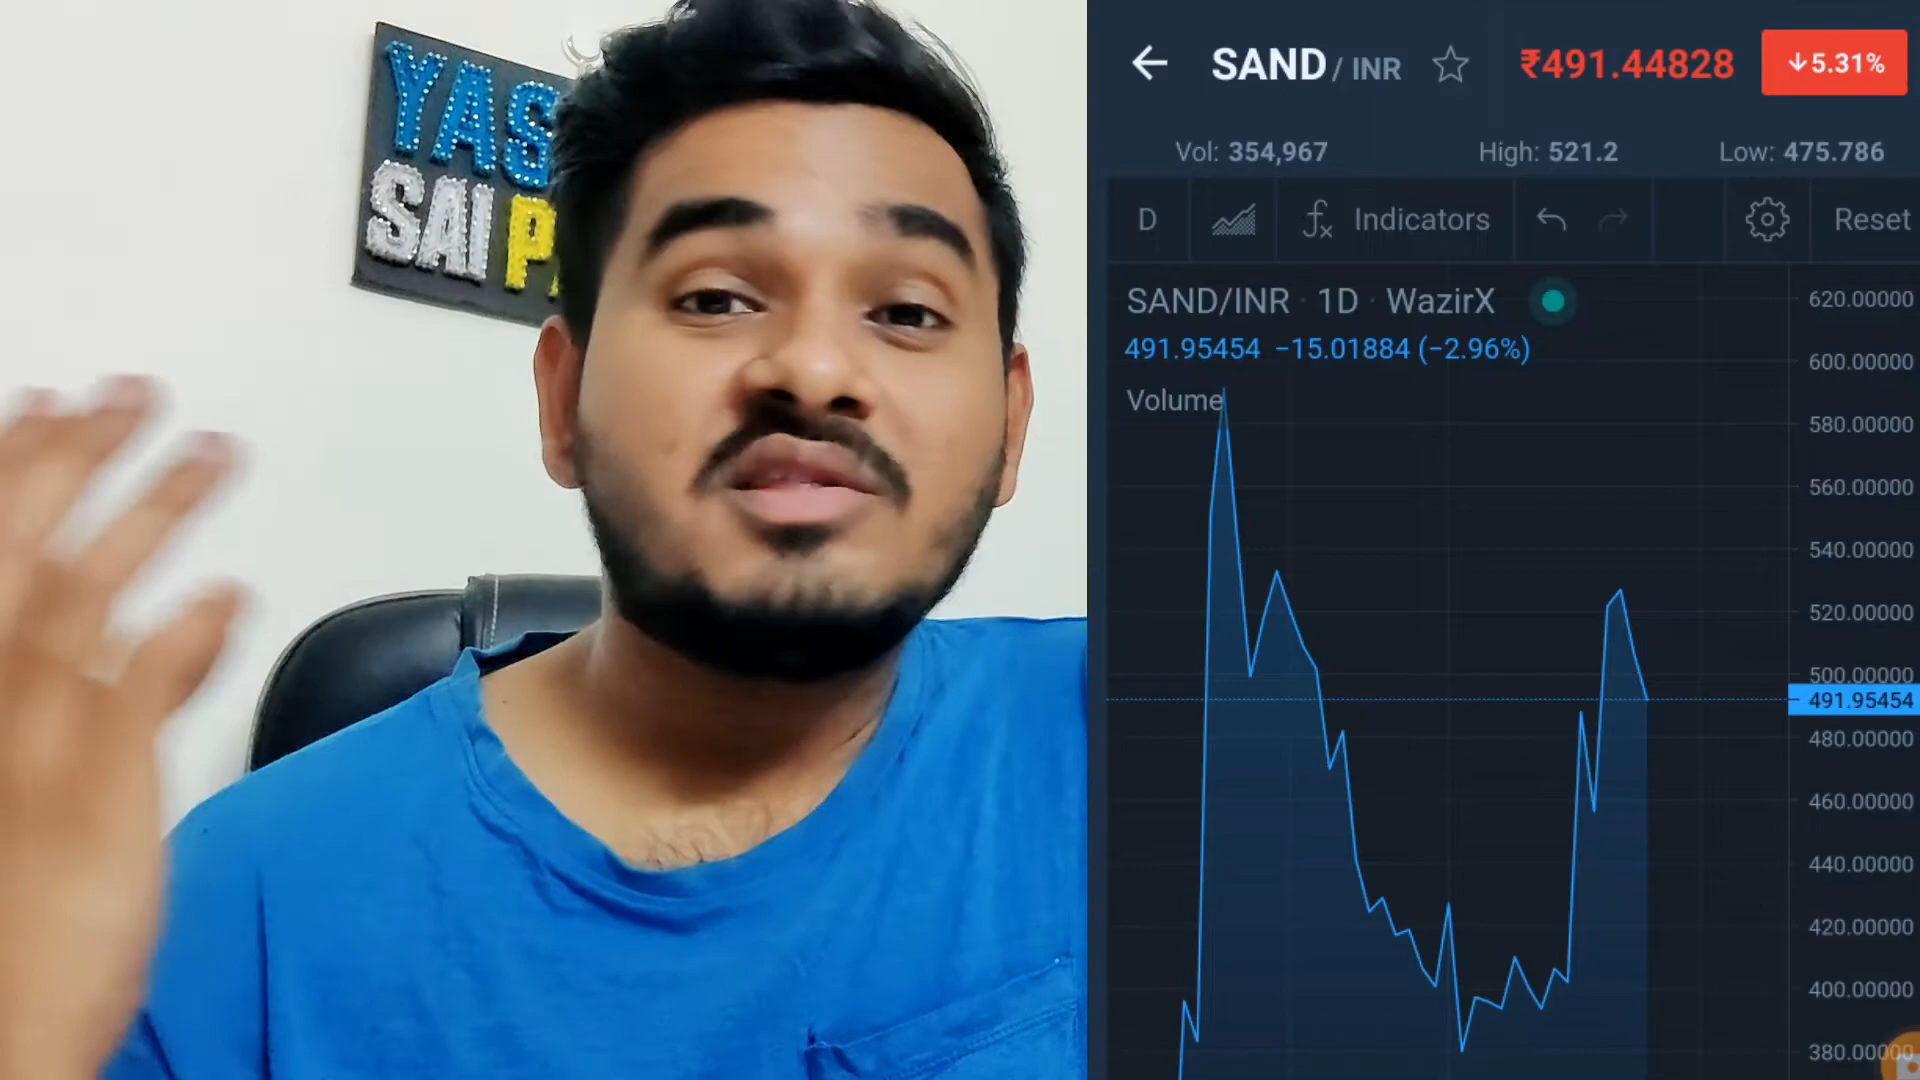 YAS
SAI P
SAND / INR ₹491.44828 ↓5.31%
Vol: 354,967 High: 521.2 Low: 475.786
D fx Indicators Reset
SAND/INR · 1D · WazirX
491.95454 −15.01884 (−2.96%)
Volume
620.00000
600.00000
580.00000
560.00000
540.00000
520.00000
500.00000
491.95454
480.00000
460.00000
440.00000
420.00000
400.00000
380.00000